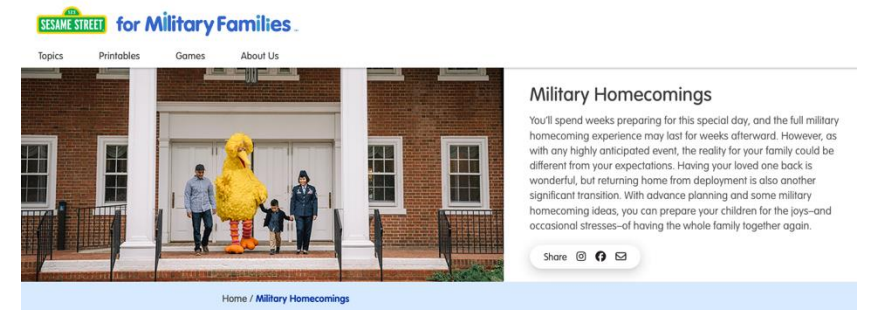 123
SESAME STREET
for Military Families
Topics Printables Games About Us
Military Homecomings
You'll spend weeks preparing for this special day, and the full military
homecoming experience may last for weeks afterward. However, as
with any highly anticipated event, the reality for your family could be
different from your expectations. Having your loved one back is
wonderful, but returning home from deployment is also another
significant transition. With advance planning and some military
homecoming ideas, you can prepare your children for the joys–and
occasional stresses–of having the whole family together again.
Share
Home / Military Homecomings